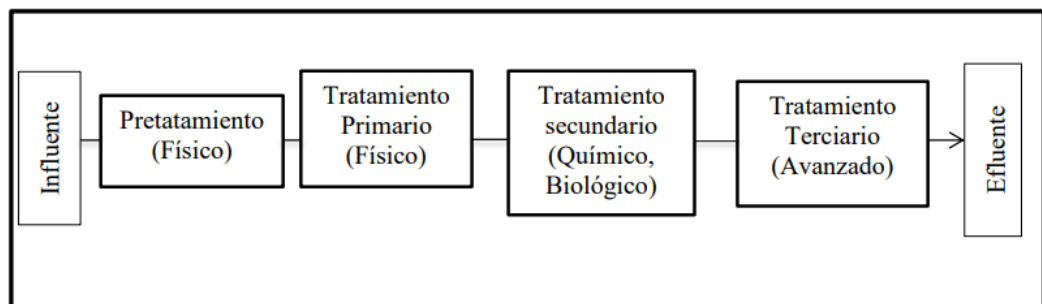 Influente
Pretatamiento
(Físico)
Tratamiento
Primario
(Físico)
Tratamiento
secundario
(Químico,
Biológico)
Tratamiento
Terciario
(Avanzado)
Efluente